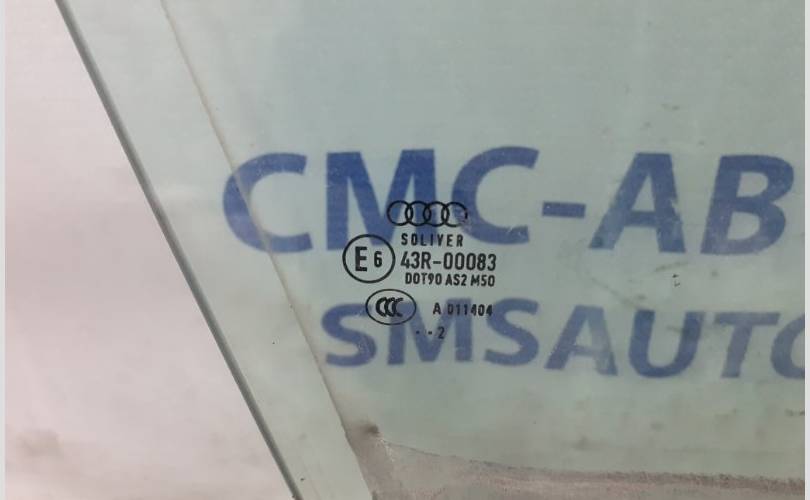 CMC-AB
SOLIVER
E6 43R-00083
DOT90 AS2 M50
CCC A 011404
··2
SMSAUTO